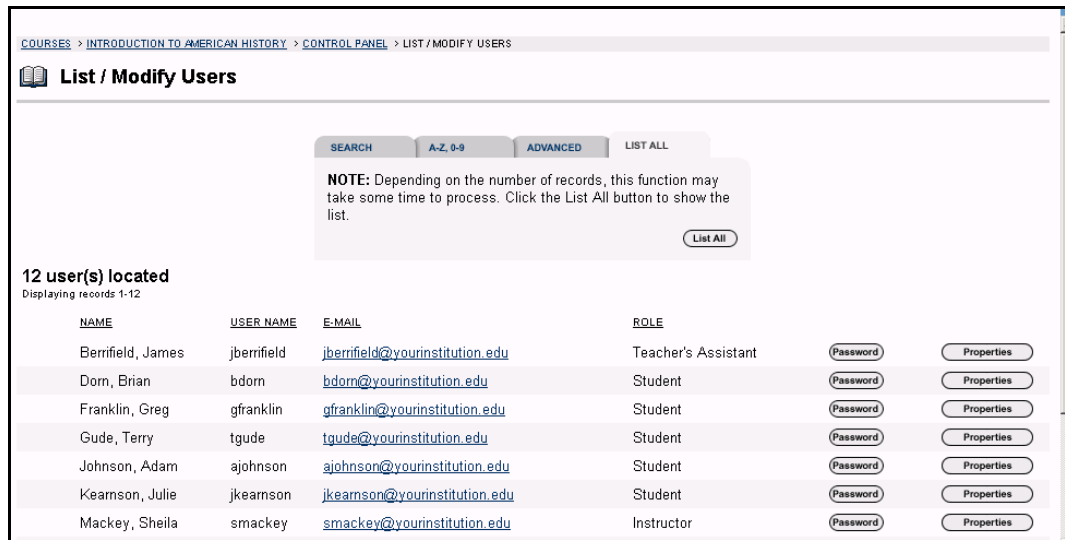 COURSES > INTRODUCTION TO AMERICAN HISTORY > CONTROL PANEL > LIST / MODIFY USERS
List / Modify Users
SEARCH A-Z, 0-9 ADVANCED LIST ALL
NOTE: Depending on the number of records, this function may
take some time to process. Click the List All button to show the
list.
List All
12 user(s) located
Displaying records 1-12
NAME USER NAME E-MAIL ROLE
Berrifield, James jberrifield jberrifield@yourinstitution.edu Teacher's Assistant Password Properties
Dorn, Brian bdorn bdorn@yourinstitution.edu Student Password Properties
Franklin, Greg gfranklin gfranklin@yourinstitution.edu Student Password Properties
Gude, Terry tgude tgude@yourinstitution.edu Student Password Properties
Johnson, Adam ajohnson ajohnson@yourinstitution.edu Student Password Properties
Kearnson, Julie jkearnson jkearnson@yourinstitution.edu Student Password Properties
Mackey, Sheila smackey smackey@yourinstitution.edu Instructor Password Properties